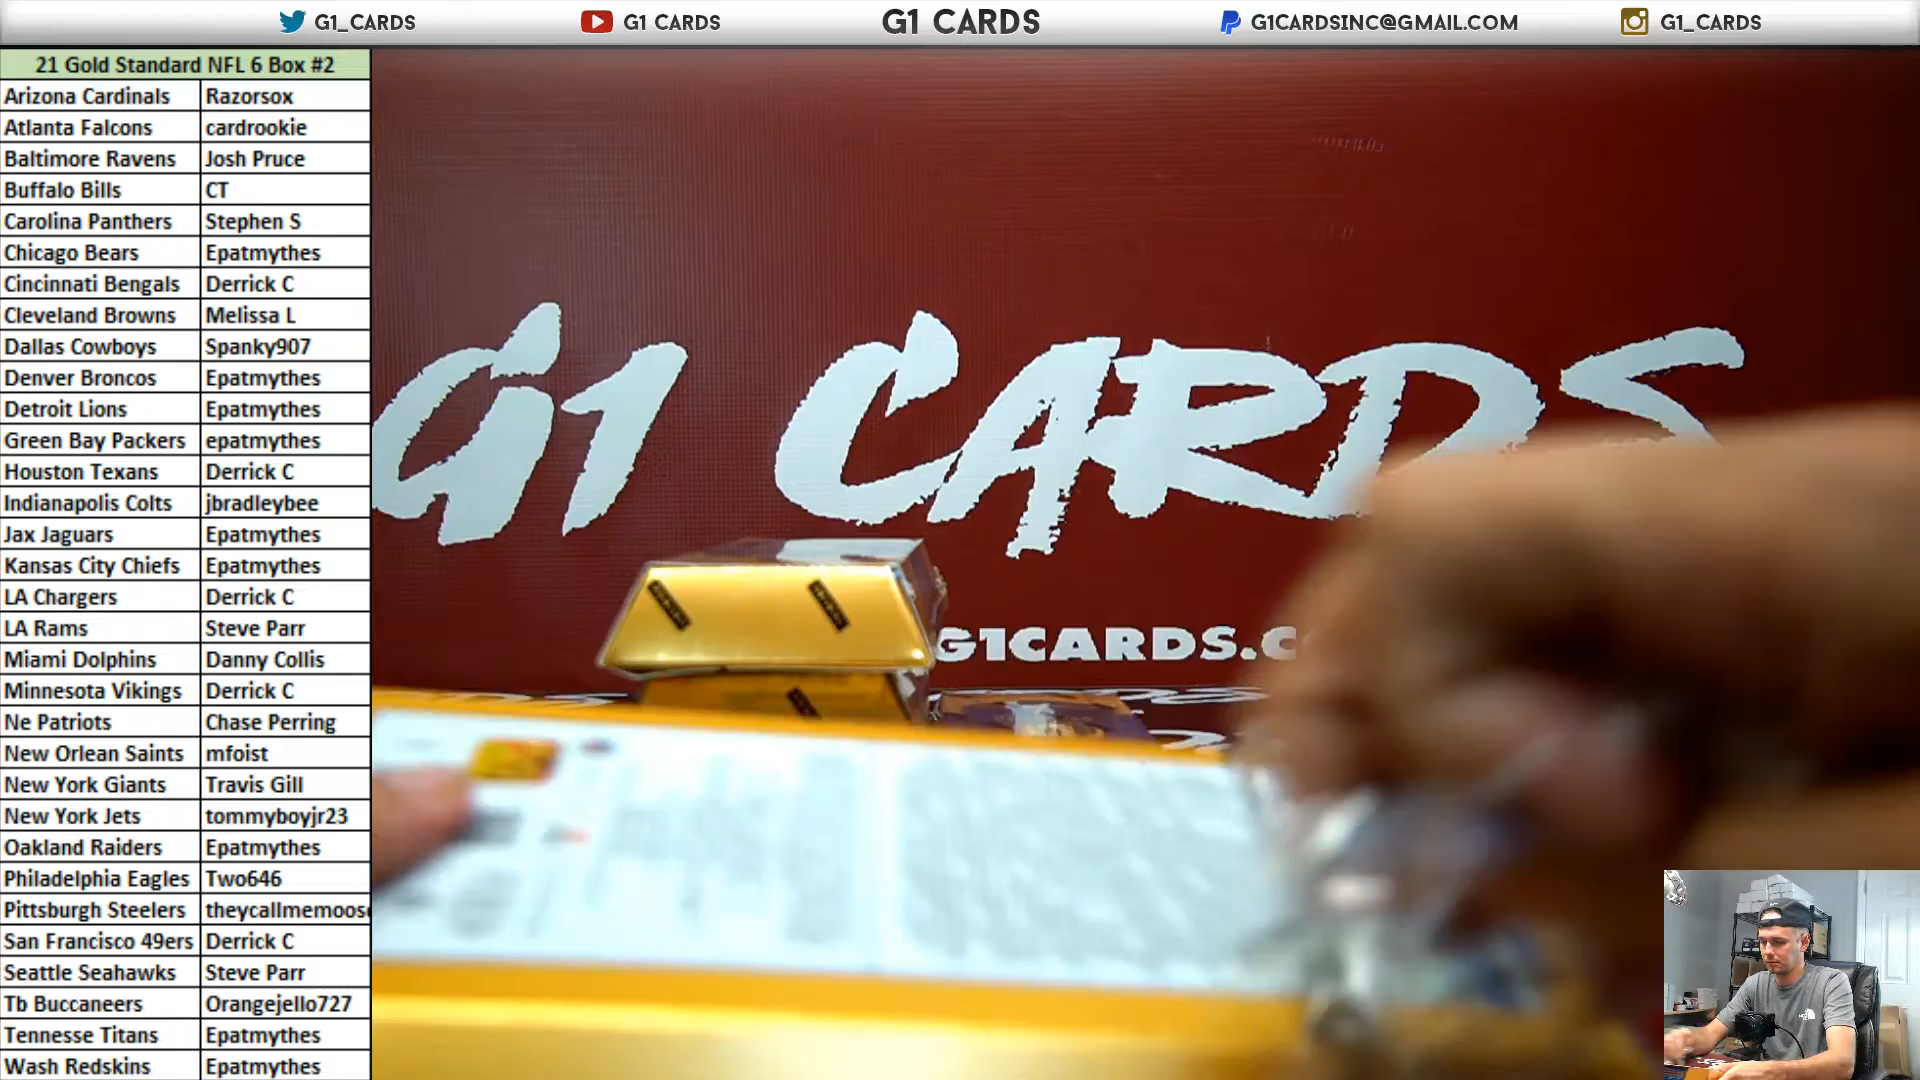 G1_CARDS G1 CARDS G1 CARDS G1CARDSINC@GMAIL.COM G1_CARDS
21 Gold Standard NFL 6 Box #2
Arizona Cardinals Razorsox
Atlanta Falcons cardrookie
Baltimore Ravens Josh Pruce
Buffalo Bills CT
Carolina Panthers Stephen S
Chicago Bears Epatmythes
Cincinnati Bengals Derrick C
Cleveland Browns Melissa L
Dallas Cowboys Spanky907
Denver Broncos Epatmythes
Detroit Lions Epatmythes
Green Bay Packers epatmythes
Houston Texans Derrick C
Indianapolis Colts jbradleybee
Jax Jaguars Epatmythes
Kansas City Chiefs Epatmythes
LA Chargers Derrick C
LA Rams Steve Parr
Miami Dolphins Danny Collis
Minnesota Vikings Derrick C
Ne Patriots Chase Perring
New Orlean Saints mfoist
New York Giants Travis Gill
New York Jets tommyboyjr23
Oakland Raiders Epatmythes
Philadelphia Eagles Two646
Pittsburgh Steelers theycallmemoose
San Francisco 49ers Derrick C
Seattle Seahawks Steve Parr
Tb Buccaneers Orangejello727
Tennesse Titans Epatmythes
Wash Redskins Epatmythes
G1 CARDS
G1CARDS.C